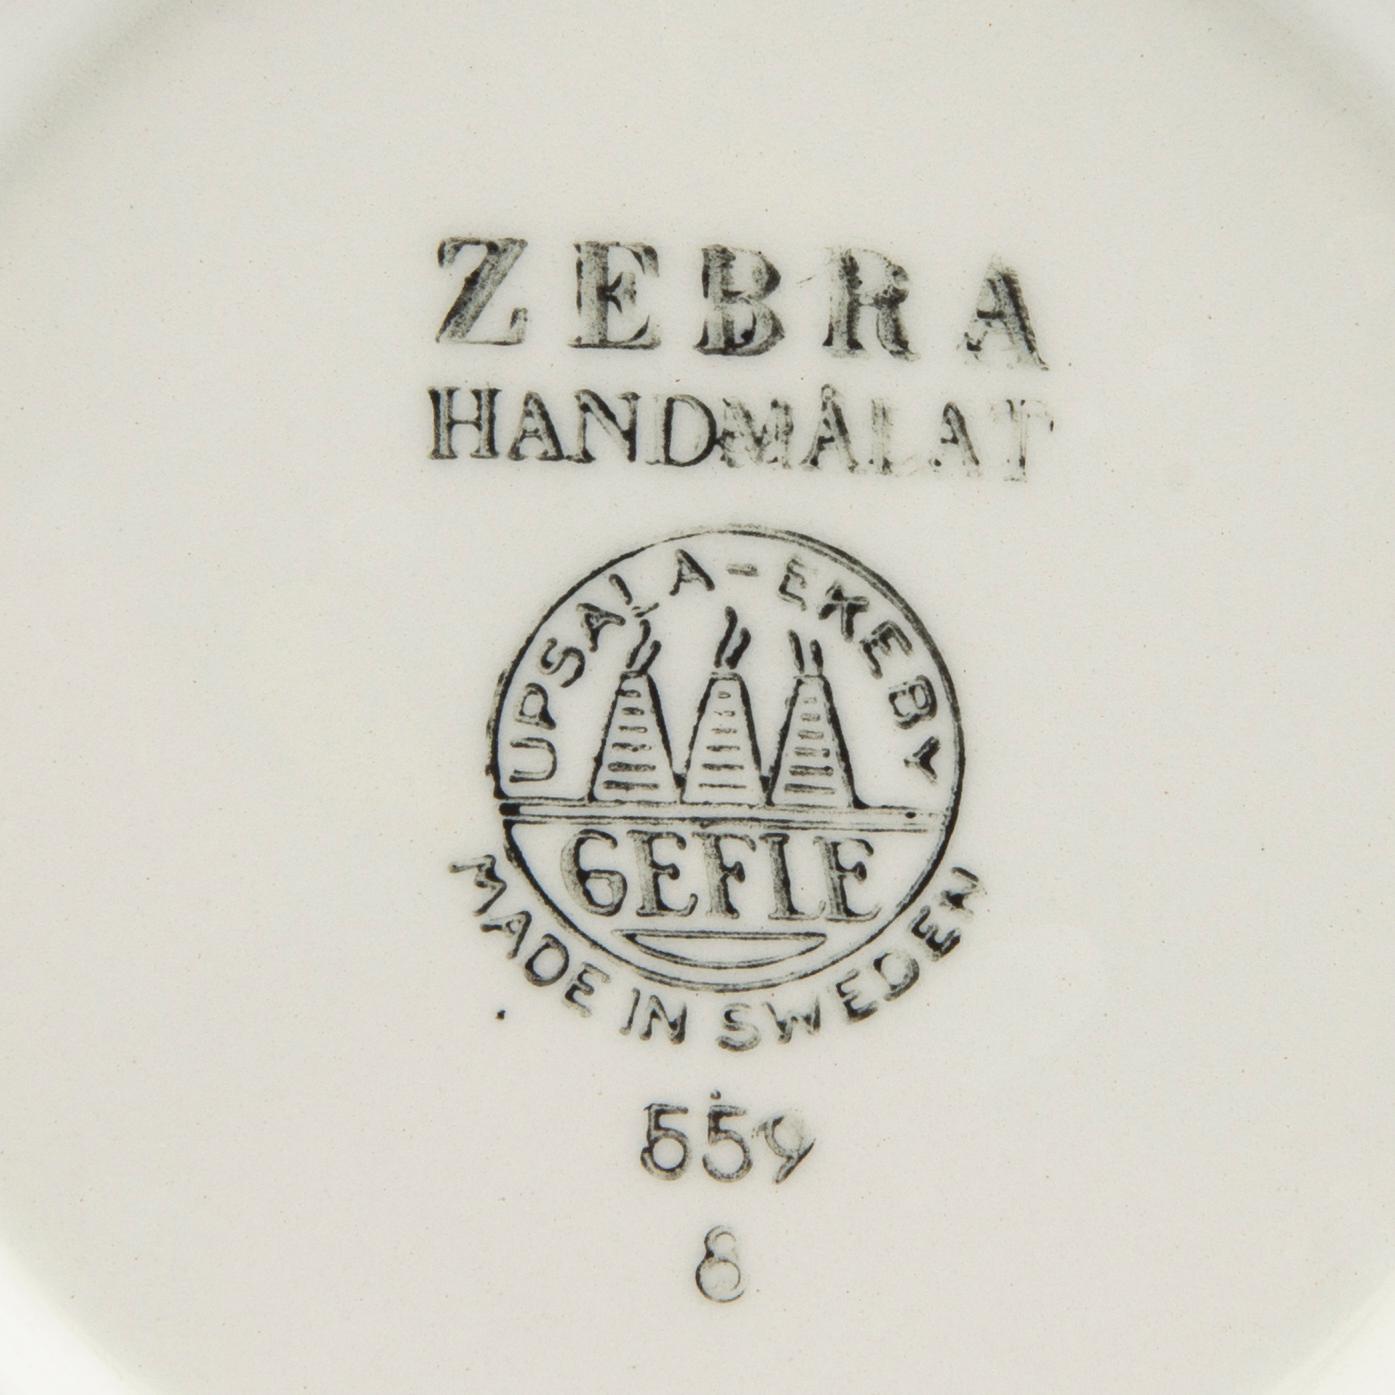 ZEBRA
HANDMÅLAT
UPSALA-EKEBY
GEFLE
MADE IN SWEDEN
559
8